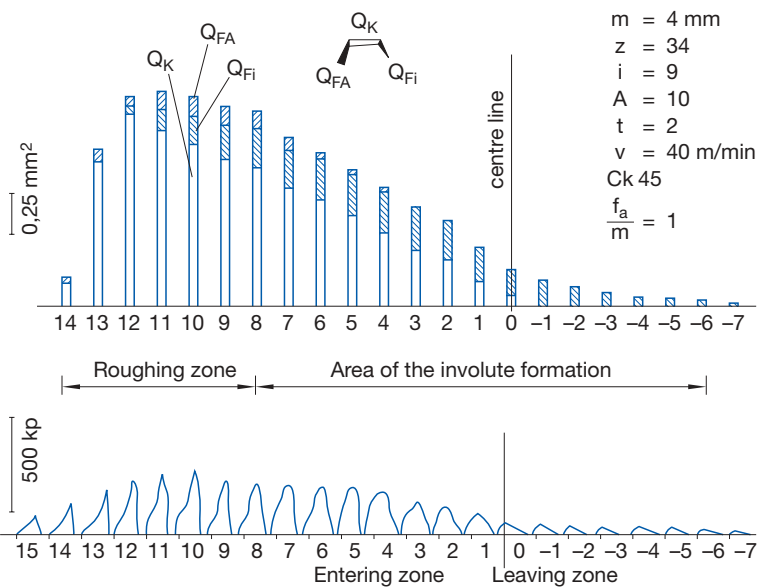 Q_K
Q_FA
Q_Fi
Q_K
Q_FA
Q_Fi
centre line
m = 4 mm
z = 34
i = 9
A = 10
t = 2
v = 40 m/min
Ck 45
f_a/m = 1
0,25 mm²
14 13 12 11 10 9 8 7 6 5 4 3 2 1 0 –1 –2 –3 –4 –5 –6 –7
Roughing zone
Area of the involute formation
500 kp
15 14 13 12 11 10 9 8 7 6 5 4 3 2 1 0 –1 –2 –3 –4 –5 –6 –7
Entering zone
Leaving zone